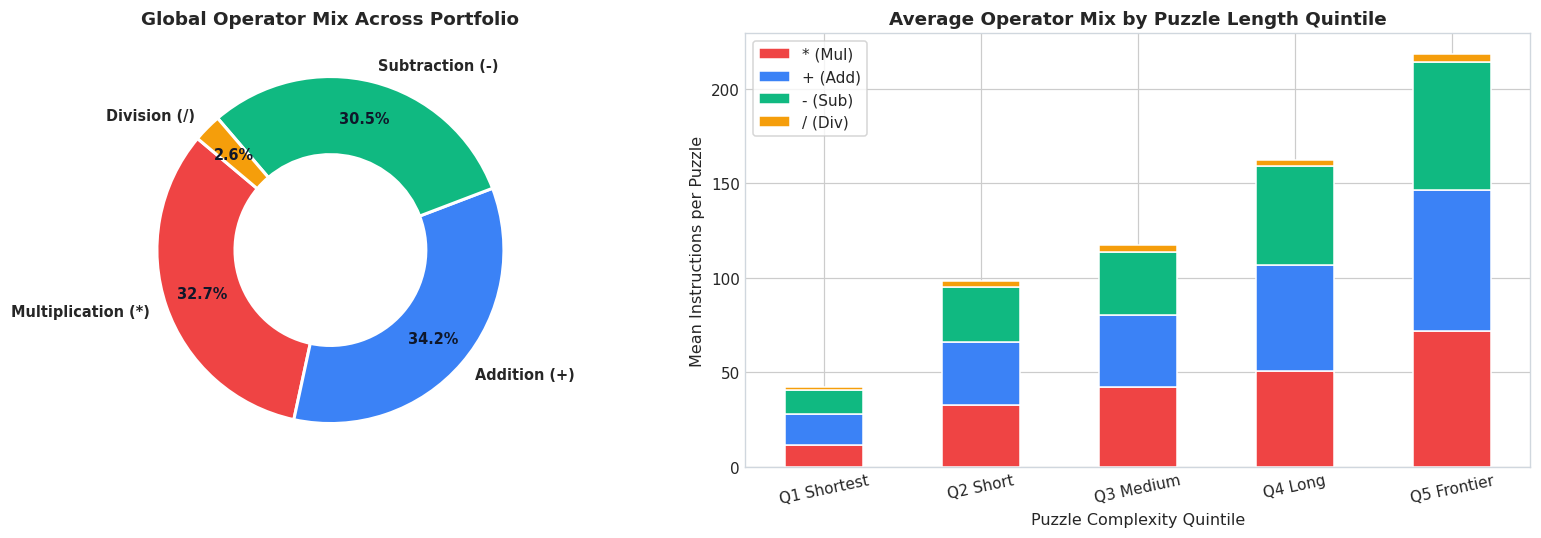 Global Operator Mix Across Portfolio
Subtraction (-)
30.5%
Division (/)
2.6%
32.7%
Multiplication (*)
34.2%
Addition (+)
Average Operator Mix by Puzzle Length Quintile
* (Mul)
+ (Add)
- (Sub)
/ (Div)
Mean Instructions per Puzzle
200
150
100
50
0
Q1 Shortest
Q2 Short
Q3 Medium
Q4 Long
Q5 Frontier
Puzzle Complexity Quintile